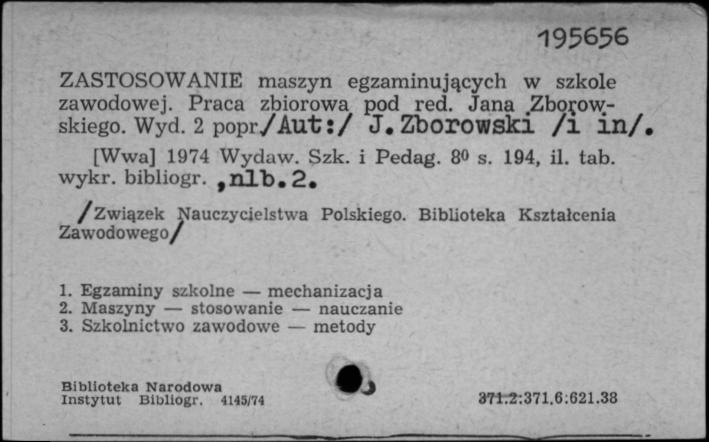 195656
ZASTOSOWANIE maszyn egzaminujących w szkole
zawodowej. Praca zbiorowa pod red. Jana Zborow-
skiego. Wyd. 2 popr./Aut:/ J.Zborowski /i in/.
[Wwa] 1974 Wydaw. Szk. i Pedag. 8⁰ s. 194, il. tab.
wykr. bibliogr. ,nlb.2.
/Związek Nauczycielstwa Polskiego. Biblioteka Kształcenia
Zawodowego/
1. Egzaminy szkolne — mechanizacja
2. Maszyny — stosowanie — nauczanie
3. Szkolnictwo zawodowe — metody
Biblioteka Narodowa
Instytut Bibliogr. 4145/74
371.2:371.6:621.38